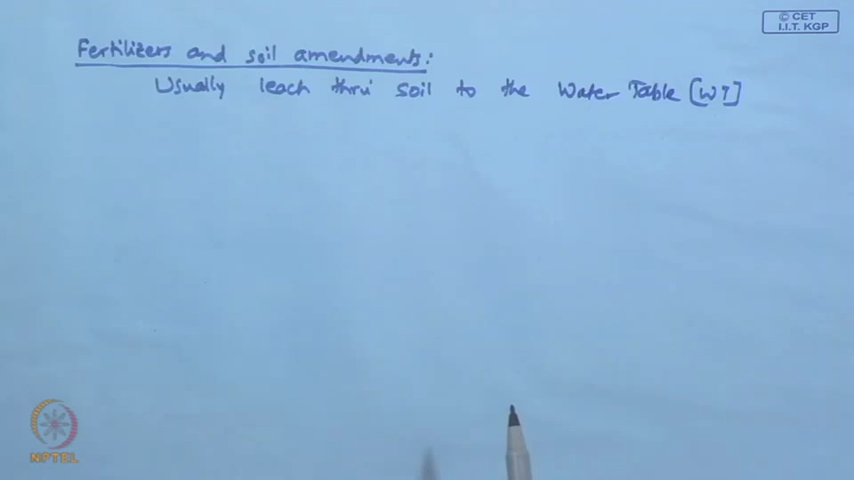 © CET
I.I.T. KGP
Fertilizers and soil amendments:
Usually leach thru' soil to the Water Table [WT]
NPTEL